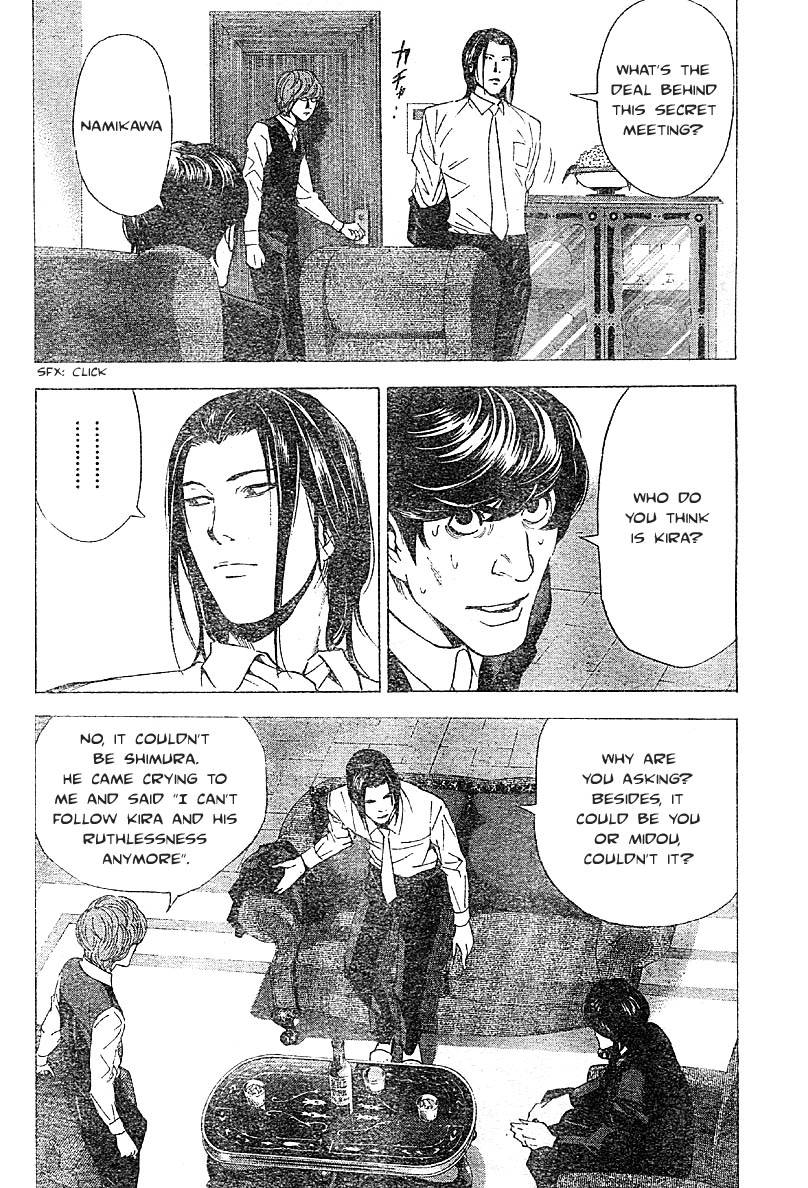 WHAT'S THE
DEAL BEHIND
THIS SECRET
MEETING?
カチャ…
NAMIKAWA
SFX: CLICK
WHO DO
YOU THINK
IS KIRA?
........
WHY ARE
YOU ASKING?
BESIDES, IT
COULD BE YOU
OR MIDOU,
COULDN'T IT?
NO, IT COULDN'T
BE SHIMURA.
HE CAME CRYING TO
ME AND SAID "I CAN'T
FOLLOW KIRA AND HIS
RUTHLESSNESS
ANYMORE".